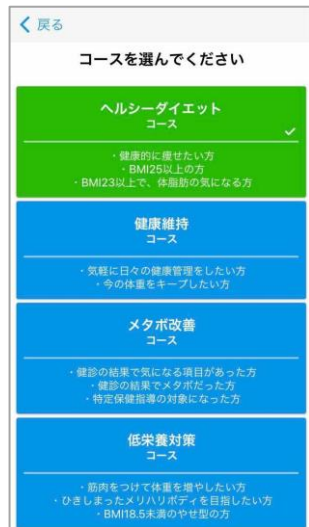 戻る
コースを選んでください
ヘルシーダイエット
コース
・健康的に痩せたい方
・BMI25以上の方
・BMI23以上で、体脂肪の気になる方
健康維持
コース
・気軽に日々の健康管理をしたい方
・今の体重をキープしたい方
メタボ改善
コース
・健診の結果で気になる項目があった方
・健診の結果でメタボだった方
・特定保健指導の対象になった方
低栄養対策
コース
・筋肉をつけて体重を増やしたい方
・ひきしまったメリハリボディを目指したい方
・BMI18.5未満のやせ型の方